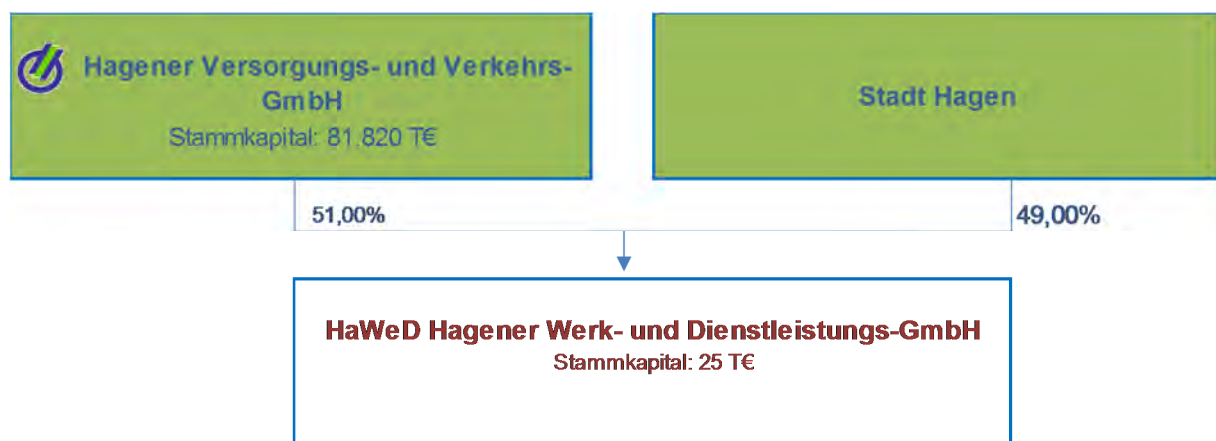 Hagener Versorgungs- und Verkehrs-
GmbH
Stammkapital: 81.820 T€
Stadt Hagen
51,00%
49,00%
HaWeD Hagener Werk- und Dienstleistungs-GmbH
Stammkapital: 25 T€